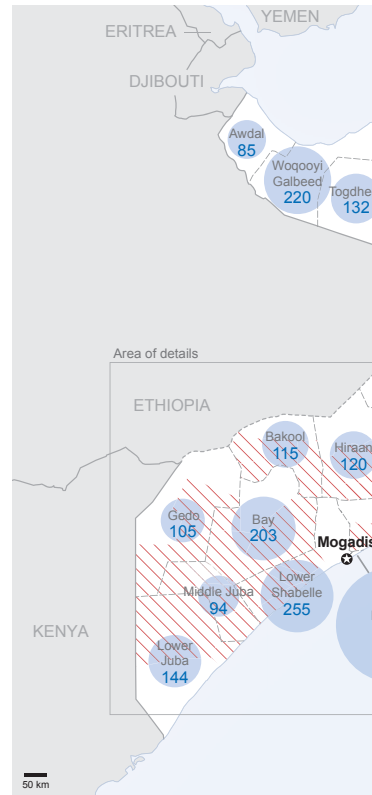 YEMEN
ERITREA
DJIBOUTI
Awdal
85
Woqooyi
Galbeed
220
Togdhe
132
Area of details
ETHIOPIA
Bakool
115
Hiraan
120
Gedo
105
Bay
203
Mogadis
Lower
Shabelle
255
Middle Juba
94
KENYA
Lower
Juba
144
50 km